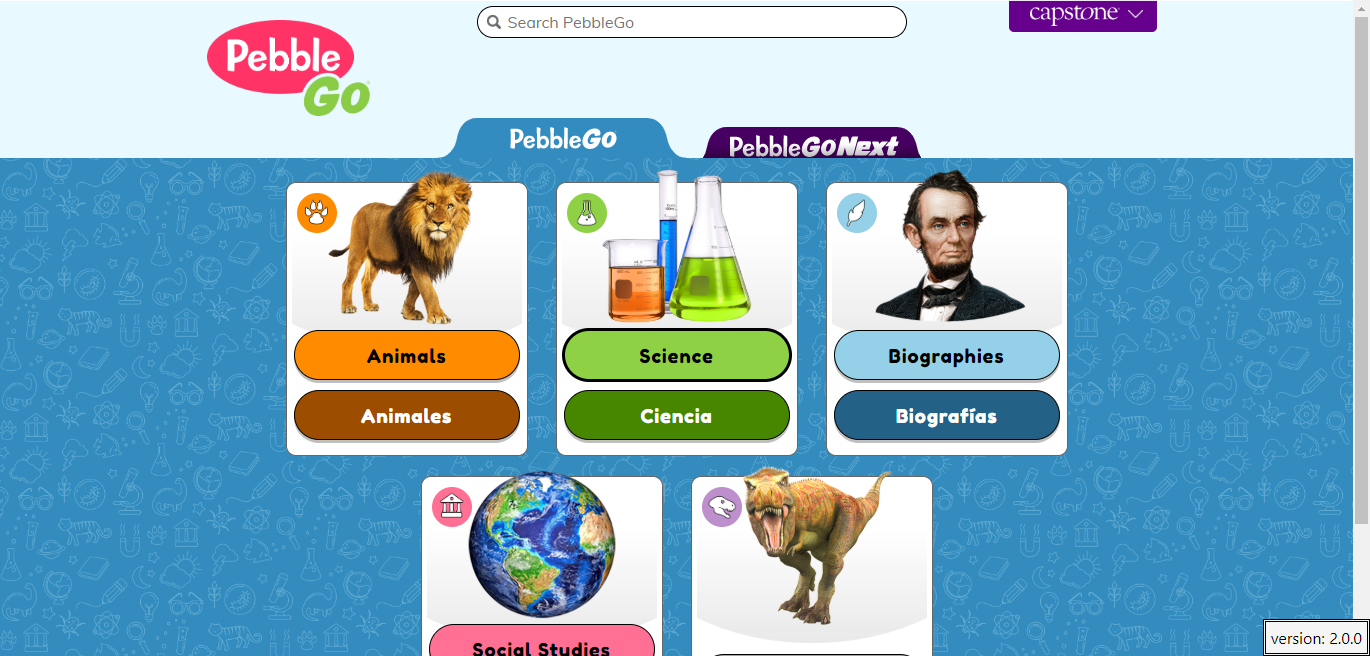 Search PebbleGo
capstone
Pebble
Go
PebbleGo
PebbleGoNext
Animals
Science
Biographies
Animales
Ciencia
Biografías
Social Studies
version: 2.0.0